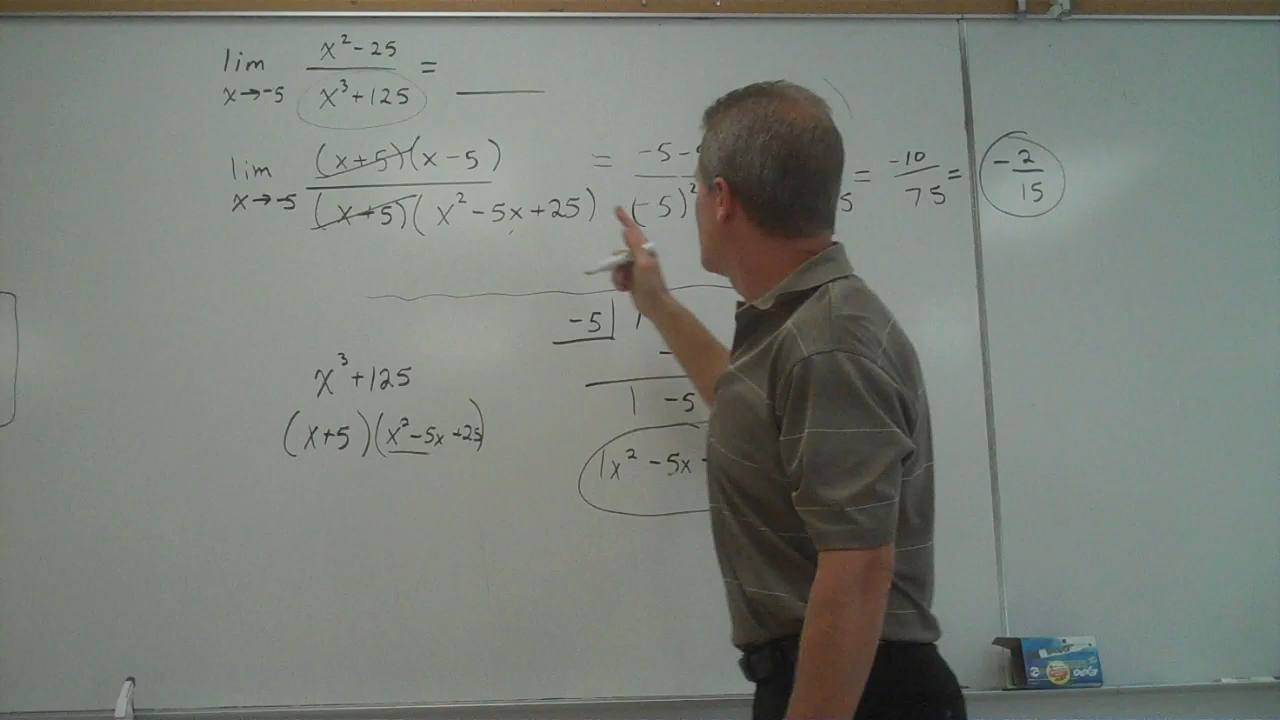 lim x→-5 x²-25 / x³+125 = ____
lim x→-5 (x+5)(x-5) / (x+5)(x²-5x+25) = -5- / (-5)² 5 = -10/75 = -2/15
-5 | 1
-
1 -5
x³+125
(x+5)(x²-5x+25)
1x² -5x